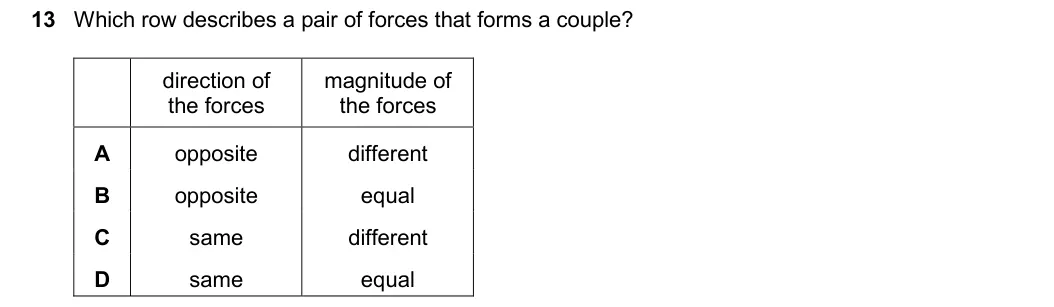 13 Which row describes a pair of forces that forms a couple?
direction of the forces magnitude of the forces
A opposite different
B opposite equal
C same different
D same equal